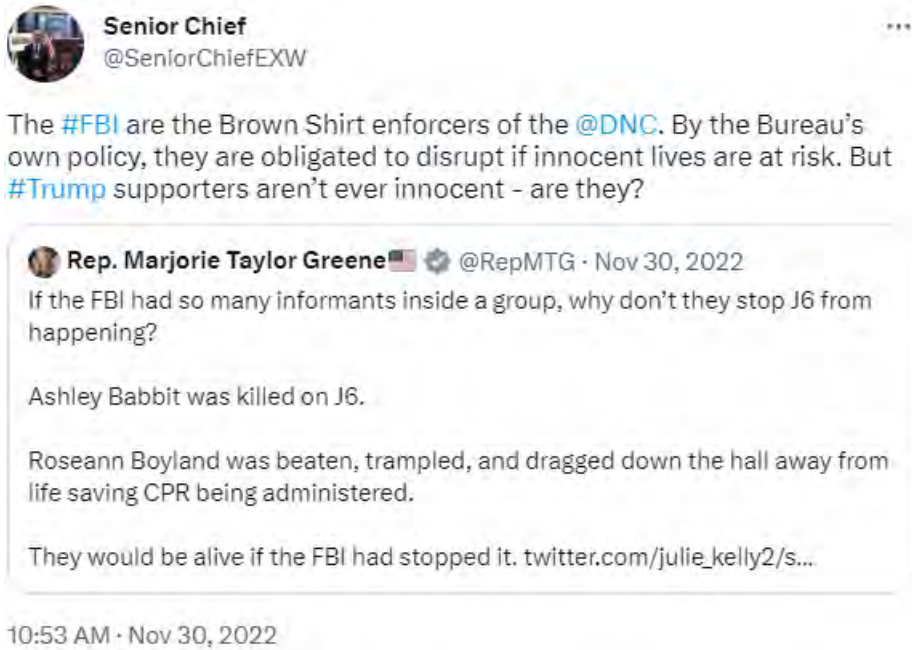 Senior Chief
@SeniorChiefEXW
The #FBI are the Brown Shirt enforcers of the @DNC. By the Bureau's
own policy, they are obligated to disrupt if innocent lives are at risk. But
#Trump supporters aren't ever innocent - are they?
Rep. Marjorie Taylor Greene🇺🇸 @RepMTG · Nov 30, 2022
If the FBI had so many informants inside a group, why don't they stop J6 from
happening?
Ashley Babbit was killed on J6.
Roseann Boyland was beaten, trampled, and dragged down the hall away from
life saving CPR being administered.
They would be alive if the FBI had stopped it. twitter.com/julie_kelly2/s...
10:53 AM · Nov 30, 2022